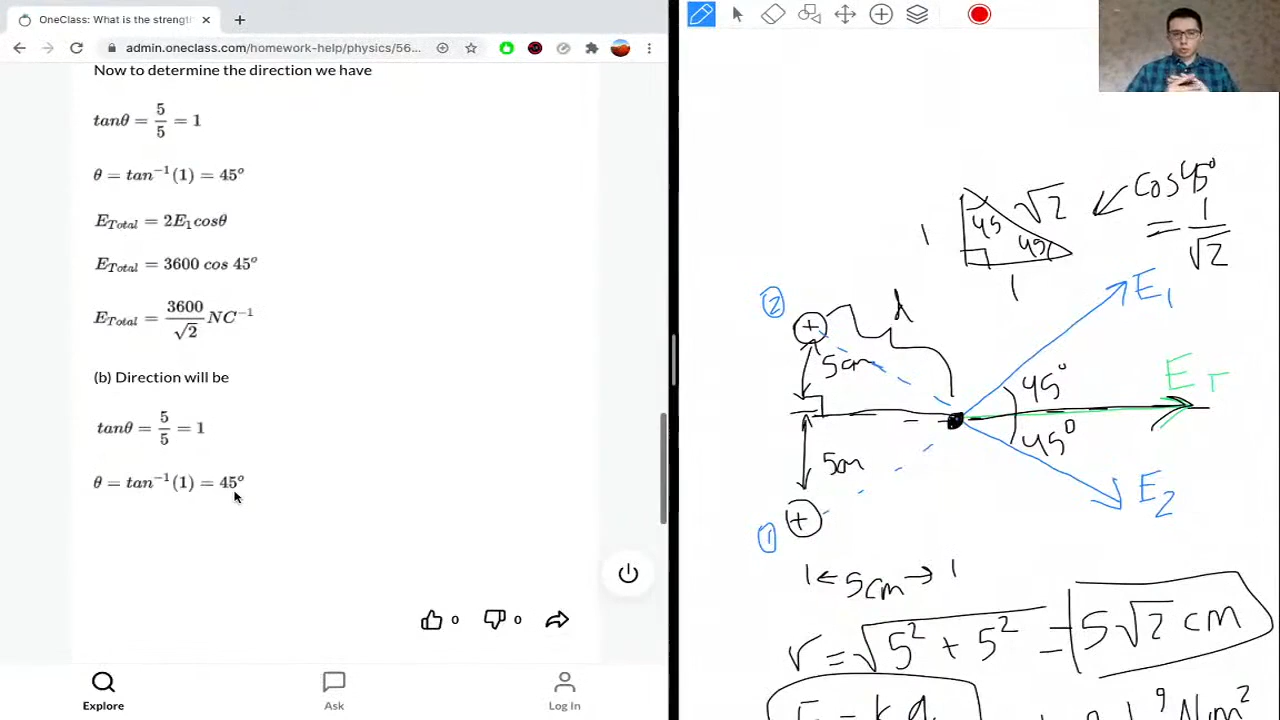 OneClass: What is the strengt
admin.oneclass.com/homework-help/physics/56...
Now to determine the direction we have
tanθ = 5/5 = 1
θ = tan⁻¹(1) = 45°
E_Total = 2E₁cosθ
E_Total = 3600 cos 45°
E_Total = 3600/√2 NC⁻¹
(b) Direction will be
tanθ = 5/5 = 1
θ = tan⁻¹(1) = 45°
0
0
Explore
Ask
Log In
cos45°
= 1/√2
√2
45
45
1
1
E₁
②
+
d
5cm
45°
E_T
45°
5cm
E₂
+
①
5cm
r = √5² + 5² = 5√2 cm